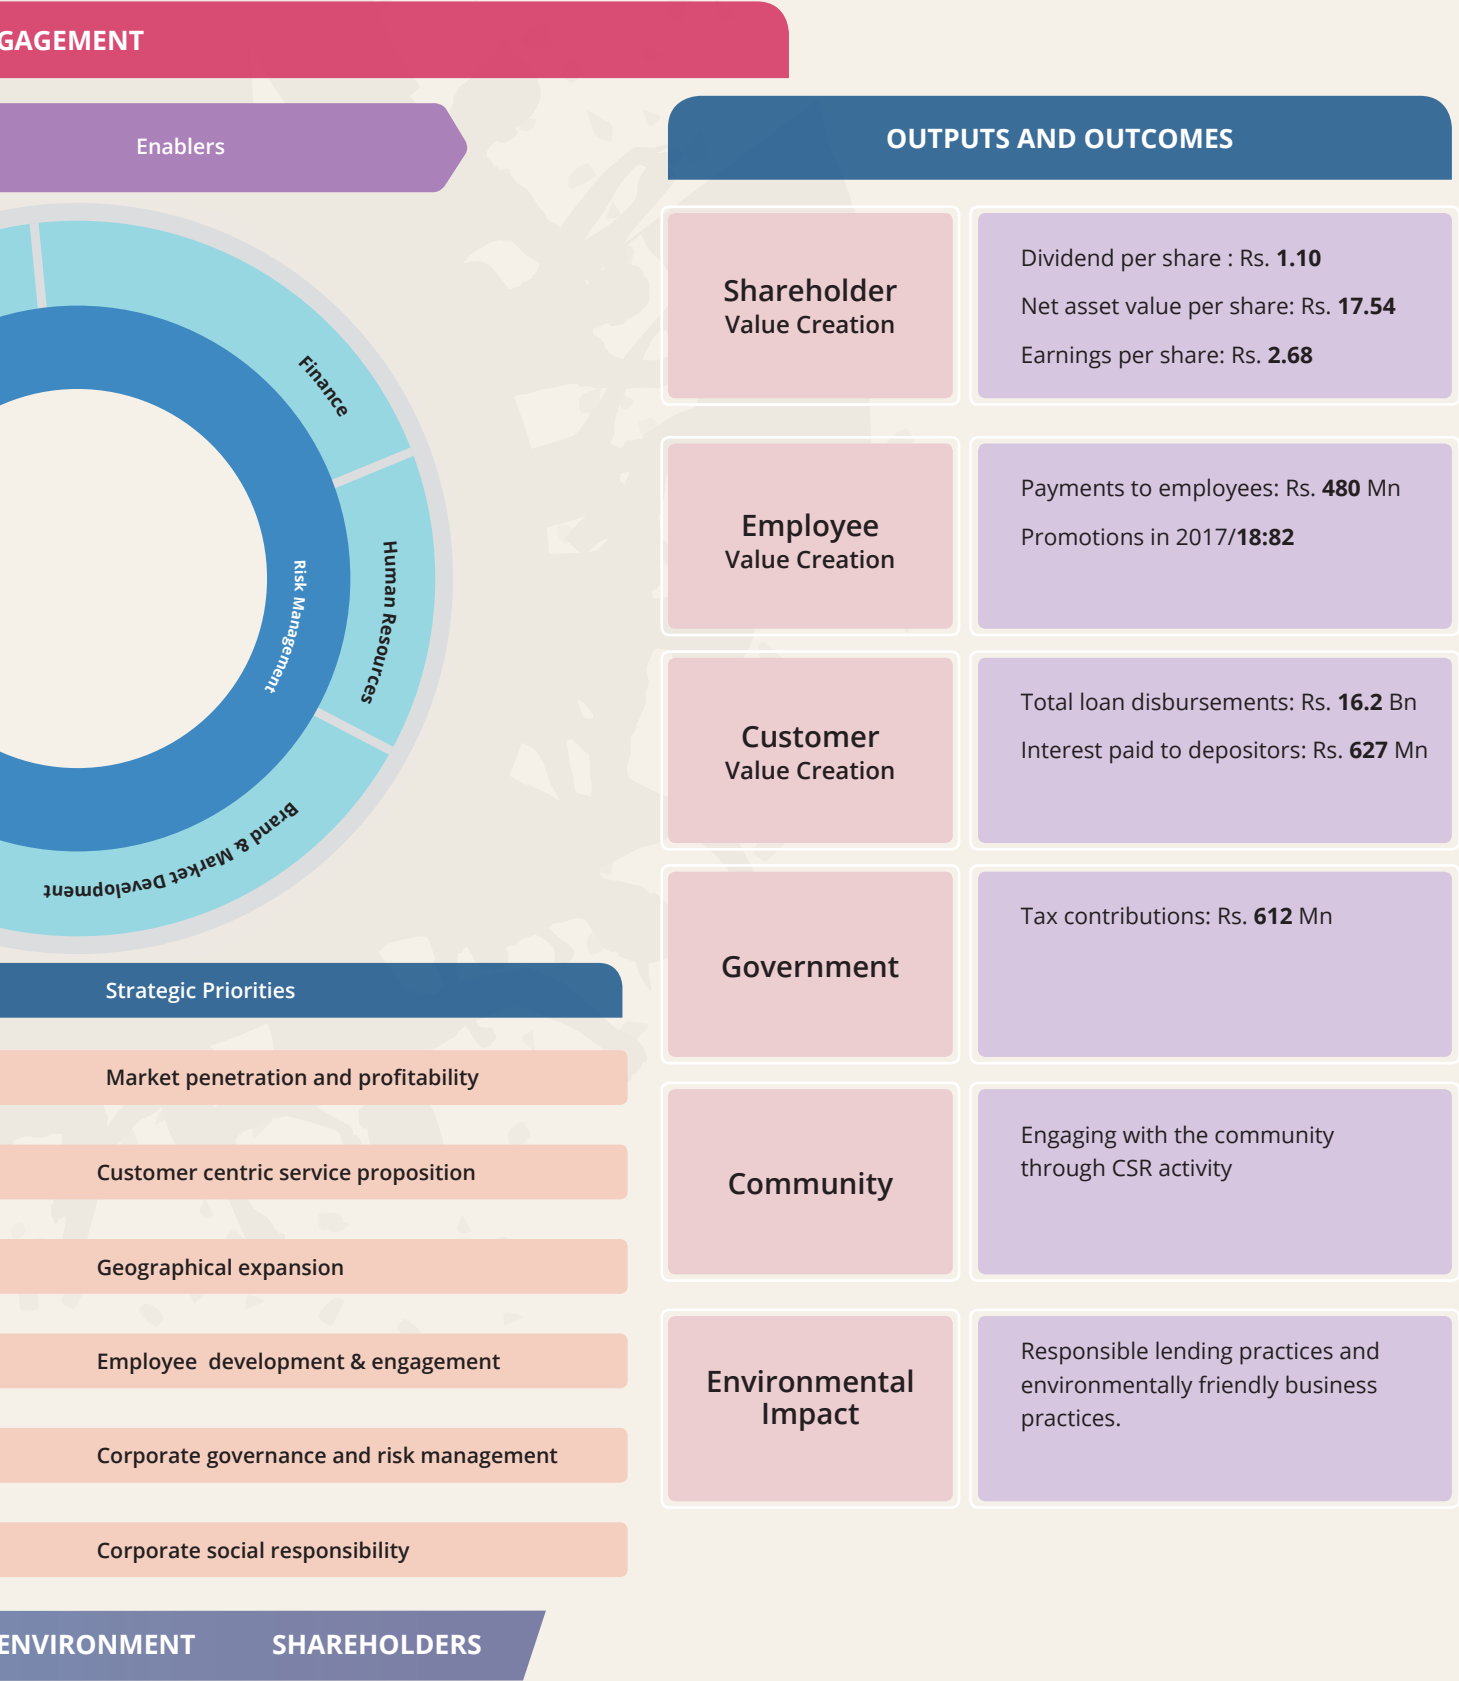 GAGEMENT
Enablers
Finance
Human Resources
Risk Management
Brand & Market Development
Strategic Priorities
Market penetration and profitability
Customer centric service proposition
Geographical expansion
Employee  development & engagement
Corporate governance and risk management
Corporate social responsibility
ENVIRONMENT SHAREHOLDERS
OUTPUTS AND OUTCOMES
Shareholder
Value Creation
Dividend per share : Rs. 1.10
Net asset value per share: Rs. 17.54
Earnings per share: Rs. 2.68
Employee
Value Creation
Payments to employees: Rs. 480 Mn
Promotions in 2017/18:82
Customer
Value Creation
Total loan disbursements: Rs. 16.2 Bn
Interest paid to depositors: Rs. 627 Mn
Government
Tax contributions: Rs. 612 Mn
Community
Engaging with the community
through CSR activity
Environmental
Impact
Responsible lending practices and
environmentally friendly business
practices.